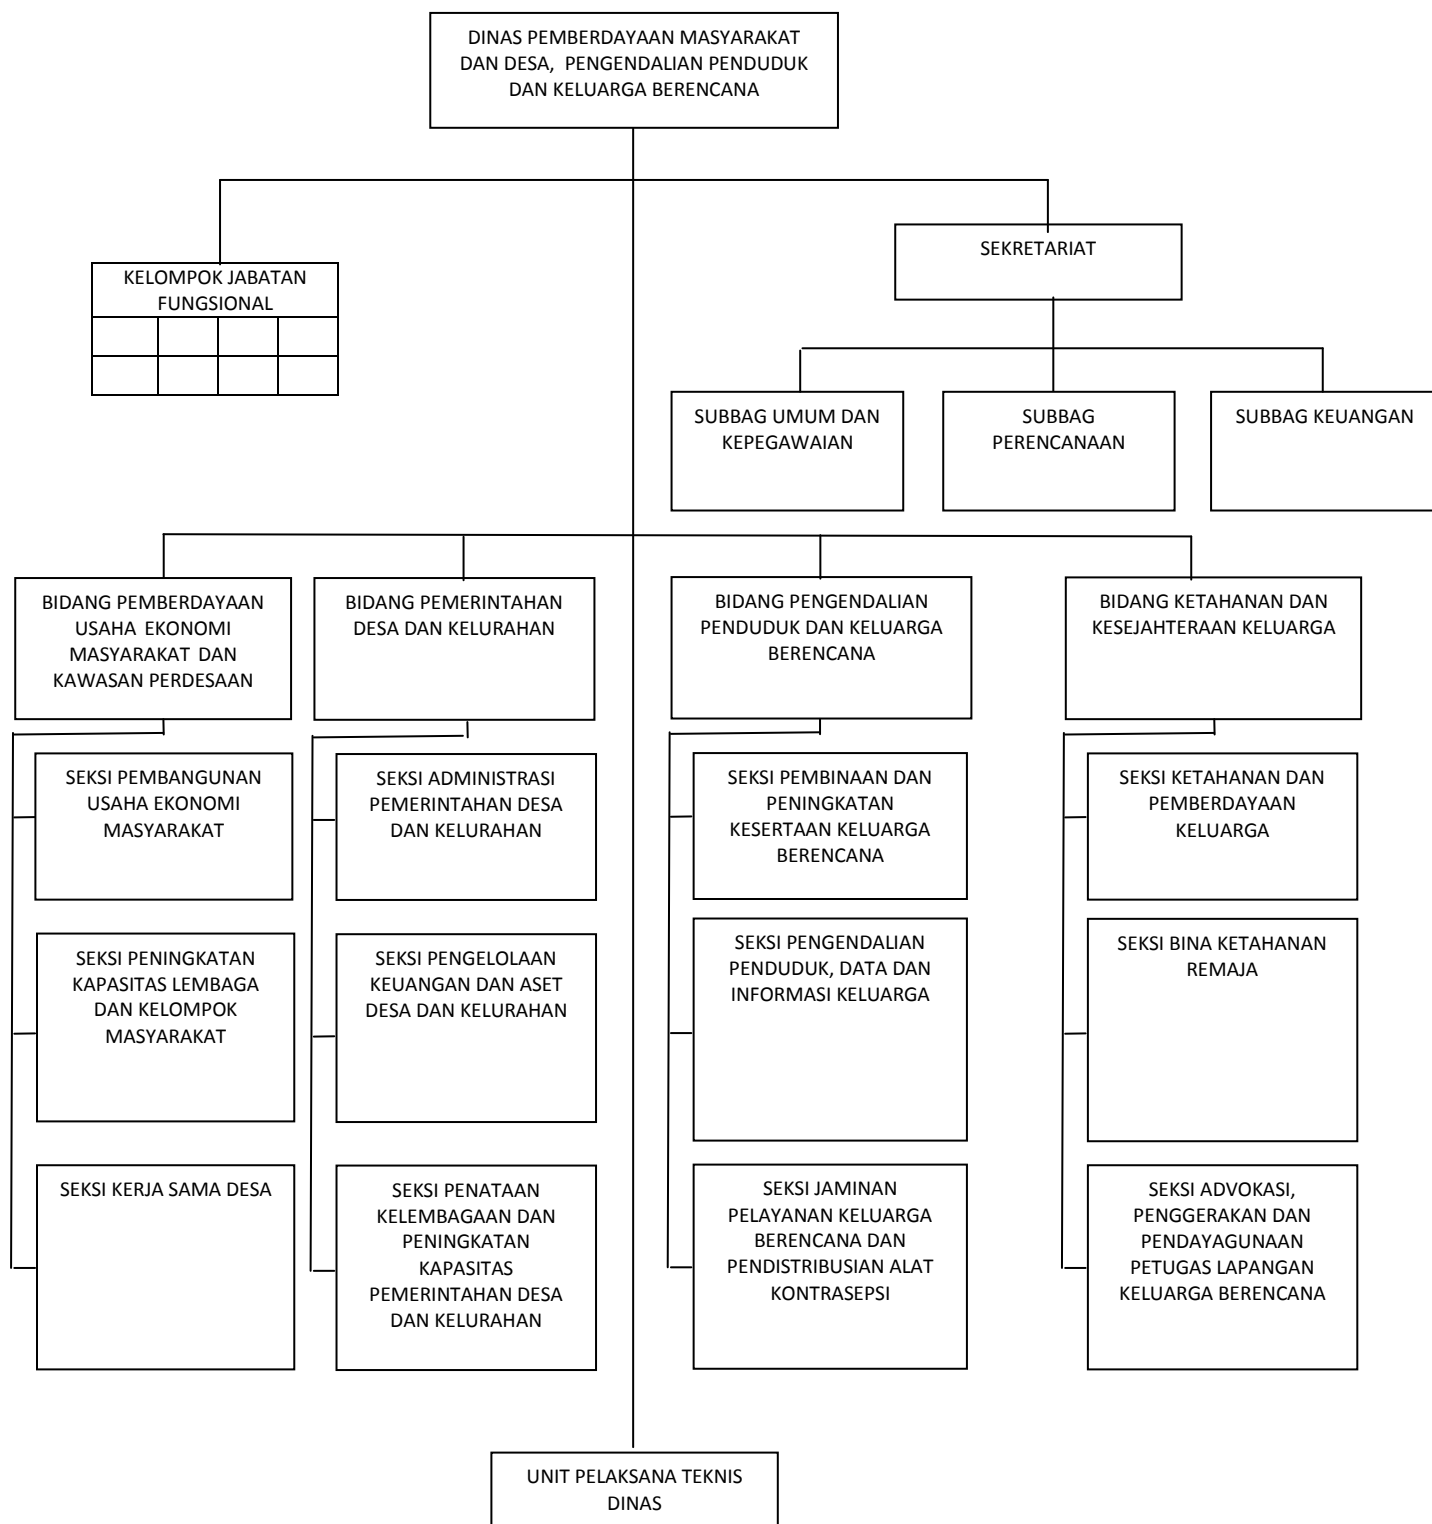 DINAS PEMBERDAYAAN MASYARAKAT
DAN DESA, PENGENDALIAN PENDUDUK
DAN KELUARGA BERENCANA
SEKRETARIAT
KELOMPOK JABATAN
FUNGSIONAL
SUBBAG UMUM DAN
KEPEGAWAIAN
SUBBAG
PERENCANAAN
SUBBAG KEUANGAN
BIDANG PEMBERDAYAAN
USAHA EKONOMI
MASYARAKAT DAN
KAWASAN PERDESAAN
BIDANG PEMERINTAHAN
DESA DAN KELURAHAN
BIDANG PENGENDALIAN
PENDUDUK DAN KELUARGA
BERENCANA
BIDANG KETAHANAN DAN
KESEJAHTERAAN KELUARGA
SEKSI PEMBANGUNAN
USAHA EKONOMI
MASYARAKAT
SEKSI ADMINISTRASI
PEMERINTAHAN DESA
DAN KELURAHAN
SEKSI PEMBINAAN DAN
PENINGKATAN
KESERTAAN KELUARGA
BERENCANA
SEKSI KETAHANAN DAN
PEMBERDAYAAN
KELUARGA
SEKSI PENINGKATAN
KAPASITAS LEMBAGA
DAN KELOMPOK
MASYARAKAT
SEKSI PENGELOLAAN
KEUANGAN DAN ASET
DESA DAN KELURAHAN
SEKSI PENGENDALIAN
PENDUDUK, DATA DAN
INFORMASI KELUARGA
SEKSI BINA KETAHANAN
REMAJA
SEKSI KERJA SAMA DESA
SEKSI PENATAAN
KELEMBAGAAN DAN
PENINGKATAN
KAPASITAS
PEMERINTAHAN DESA
DAN KELURAHAN
SEKSI JAMINAN
PELAYANAN KELUARGA
BERENCANA DAN
PENDISTRIBUSIAN ALAT
KONTRASEPSI
SEKSI ADVOKASI,
PENGGERAKAN DAN
PENDAYAGUNAAN
PETUGAS LAPANGAN
KELUARGA BERENCANA
UNIT PELAKSANA TEKNIS
DINAS